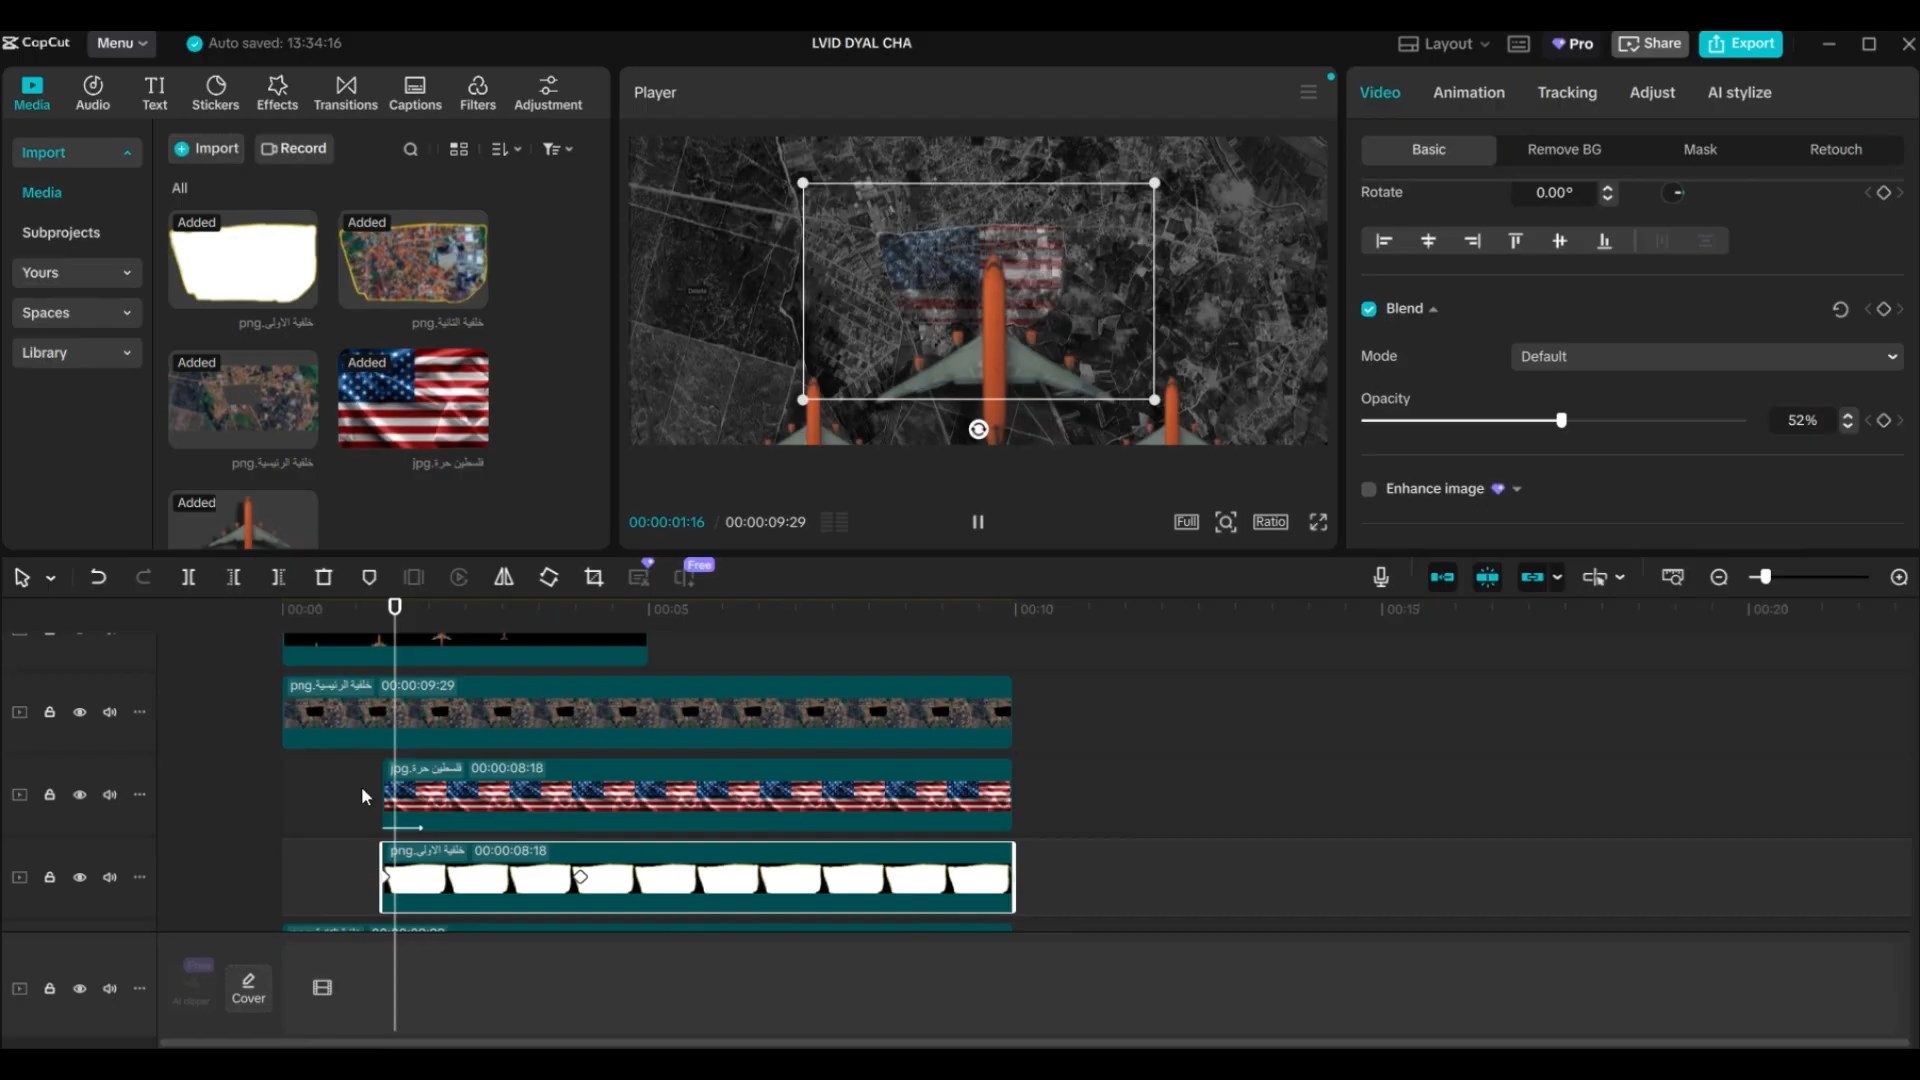 CapCut
Menu
Auto saved: 13:34:16
LVID DYAL CHA
Layout
Pro
Share
Export
Media
Audio
Text
Stickers
Effects
Transitions
Captions
Filters
Adjustment
Import
Media
Subprojects
Yours
Spaces
Library
Import
Record
All
Added
خلفية الاولى.png
Added
خلفية الثانية.png
Added
خلفية الرئيسية.png
Added
فلسطين حرة.jpg
Added
Player
00:00:01:16 / 00:00:09:29
Full
Ratio
Video
Animation
Tracking
Adjust
AI stylize
Basic
Remove BG
Mask
Retouch
Rotate
0.00°
Blend
Mode
Default
Opacity
52%
Enhance image
Free
00:00
00:05
00:10
00:15
00:20
خلفية الرئيسية.png 00:00:09:29
فلسطين حرة.jpg 00:00:08:18
خلفية الاولى.png 00:00:08:18
Free
AI clipper
Cover